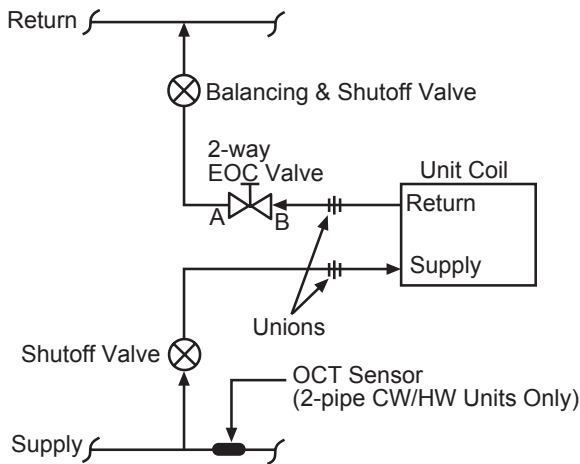 Return
Balancing & Shutoff Valve
2-way
EOC Valve
Unit Coil
A
B
Return
Supply
Unions
Shutoff Valve
OCT Sensor
(2-pipe CW/HW Units Only)
Supply